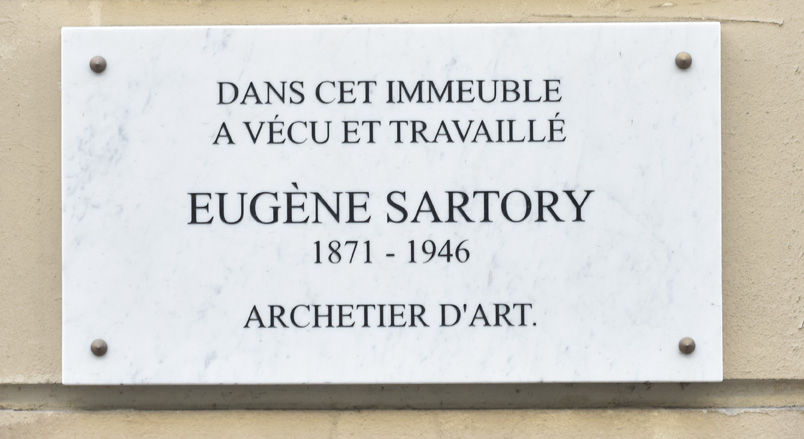 DANS CET IMMEUBLE
A VÉCU ET TRAVAILLÉ
EUGÈNE SARTORY
1871 - 1946
ARCHETIER D'ART.